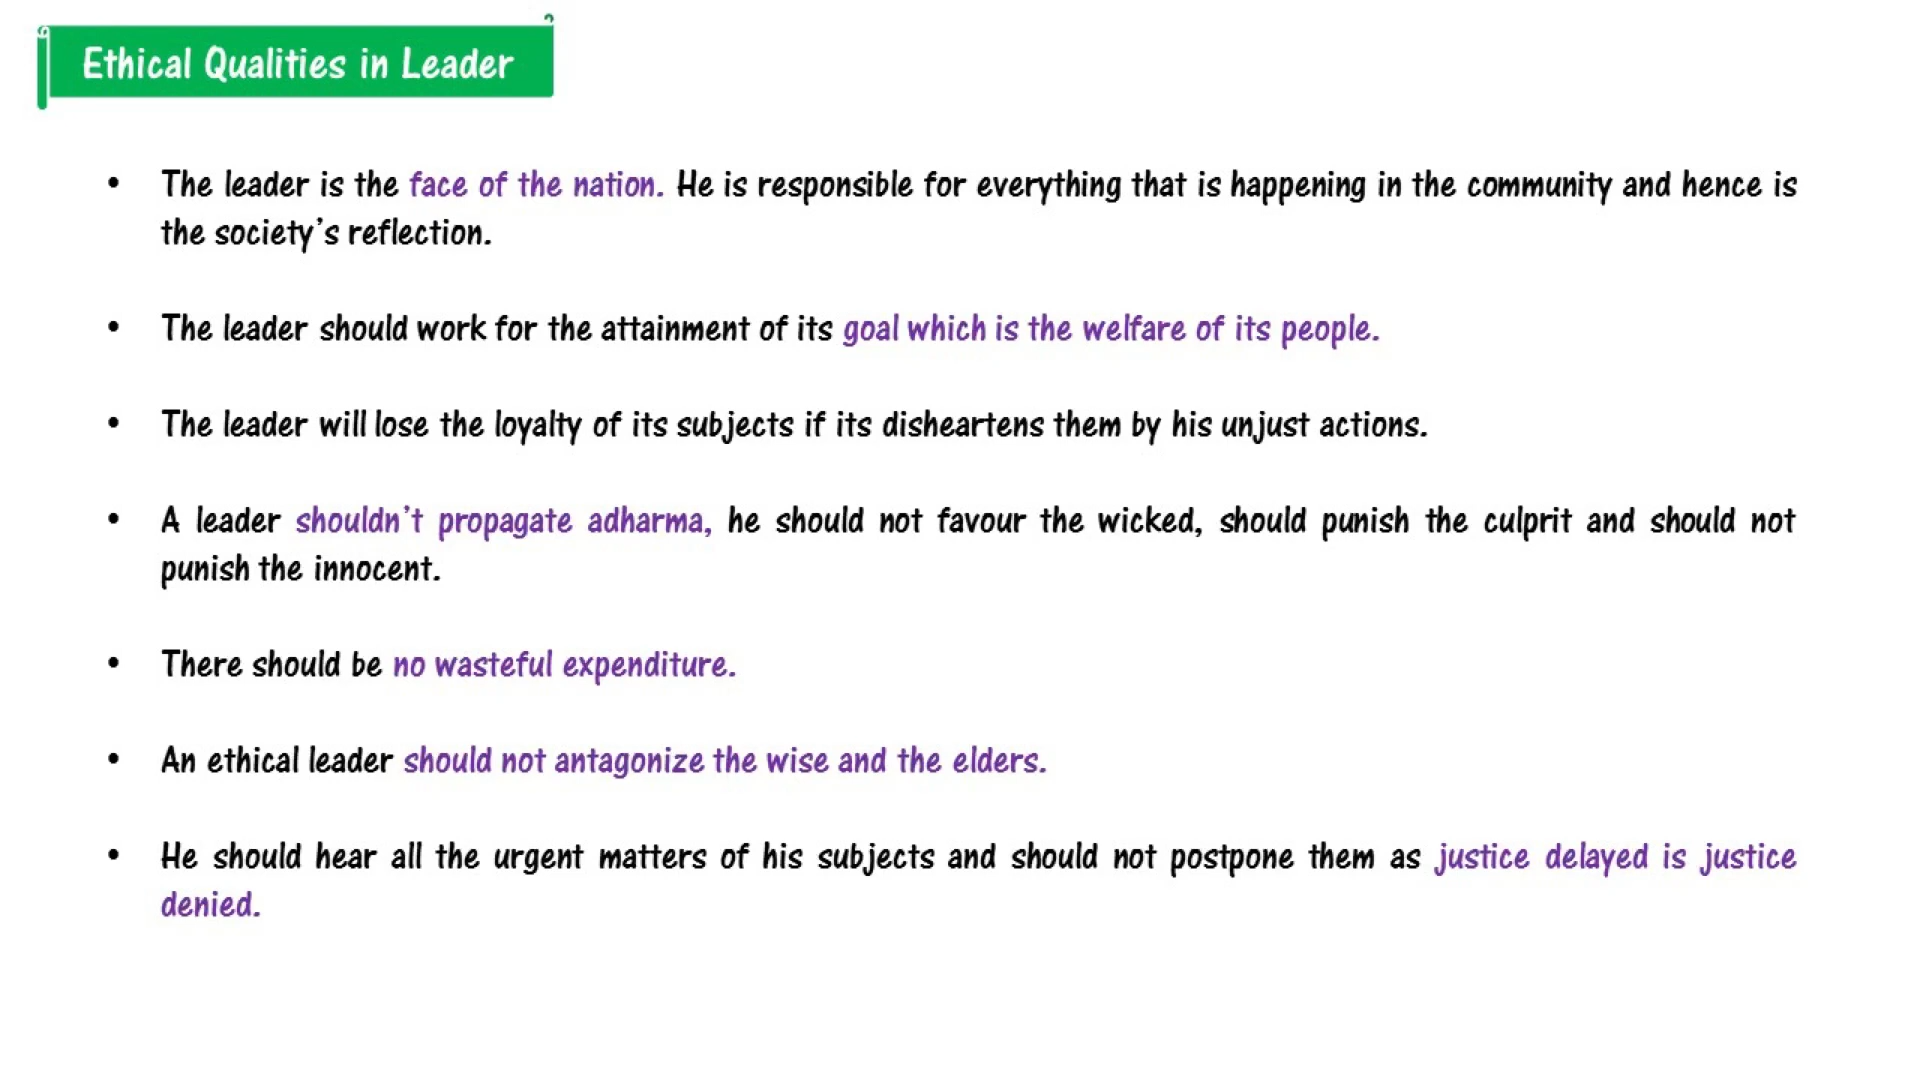 Ethical Qualities in Leader
• The leader is the face of the nation. He is responsible for everything that is happening in the community and hence is
the society's reflection.
• The leader should work for the attainment of its goal which is the welfare of its people.
• The leader will lose the loyalty of its subjects if its disheartens them by his unjust actions.
• A leader shouldn't propagate adharma, he should not favour the wicked, should punish the culprit and should not
punish the innocent.
• There should be no wasteful expenditure.
• An ethical leader should not antagonize the wise and the elders.
• He should hear all the urgent matters of his subjects and should not postpone them as justice delayed is justice
denied.